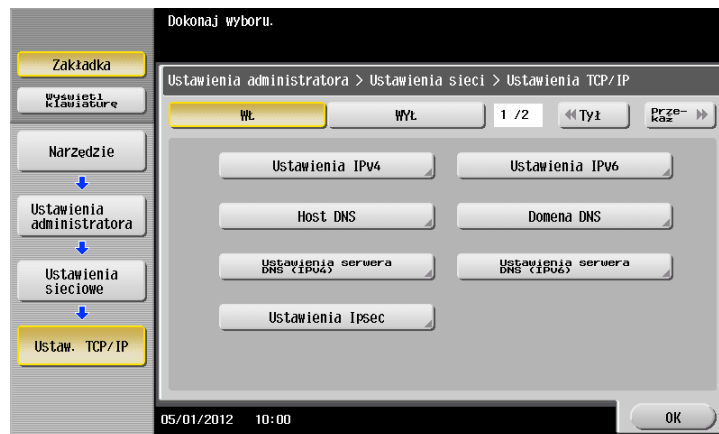 Dokonaj wyboru.
Zakładka
Wyświetl
klawiaturę
Narzędzie
Ustawienia
administratora
Ustawienia
sieciowe
Ustaw. TCP/IP
Ustawienia administratora > Ustawienia sieci > Ustawienia TCP/IP
WŁ
WYŁ
1 /2
Tył
Prze-
kaz
Ustawienia IPv4
Ustawienia IPv6
Host DNS
Domena DNS
Ustawienia serwera
DNS (IPv4)
Ustawienia serwera
DNS (IPv6)
Ustawienia Ipsec
05/01/2012 10:00
OK